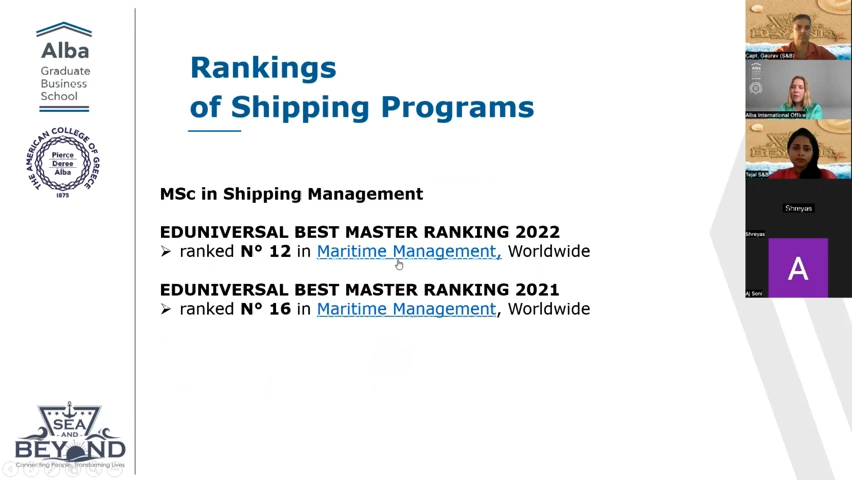 Alba
Graduate
Business
School
THE AMERICAN COLLEGE OF GREECE
Pierce
Deree
Alba
1875
SEA
AND
BEYOND
Connecting People, Transforming Lives
Rankings
of Shipping Programs
MSc in Shipping Management
EDUNIVERSAL BEST MASTER RANKING 2022
➢ ranked N° 12 in Maritime Management, Worldwide
EDUNIVERSAL BEST MASTER RANKING 2021
➢ ranked N° 16 in Maritime Management, Worldwide
Capt. Gaurav (S&B)
Alba
Alba International Office
Tejal S&B
Shreyas
Shreyas
A
Aj Soni